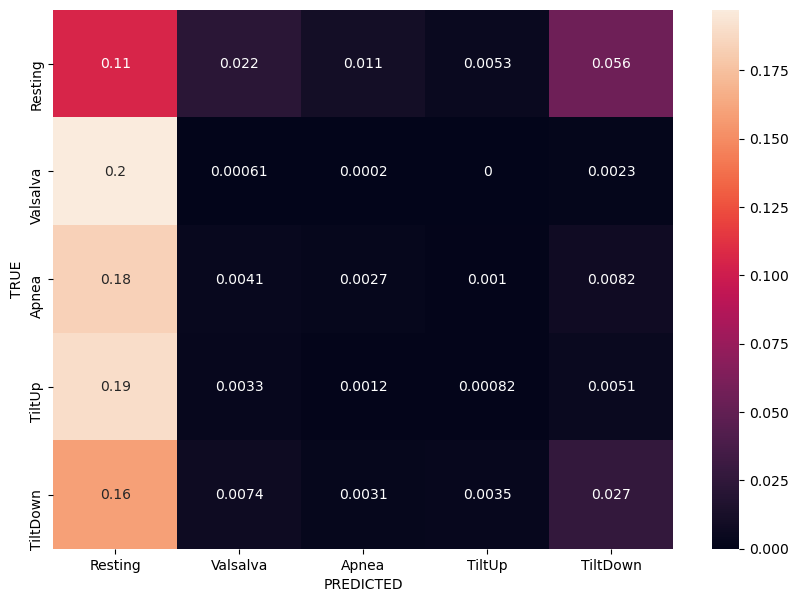 TRUE
Resting 0.11 0.022 0.011 0.0053 0.056
Valsalva 0.2 0.00061 0.0002 0 0.0023
Apnea 0.18 0.0041 0.0027 0.001 0.0082
TiltUp 0.19 0.0033 0.0012 0.00082 0.0051
TiltDown 0.16 0.0074 0.0031 0.0035 0.027
Resting Valsalva Apnea TiltUp TiltDown
PREDICTED
0.175
0.150
0.125
0.100
0.075
0.050
0.025
0.000